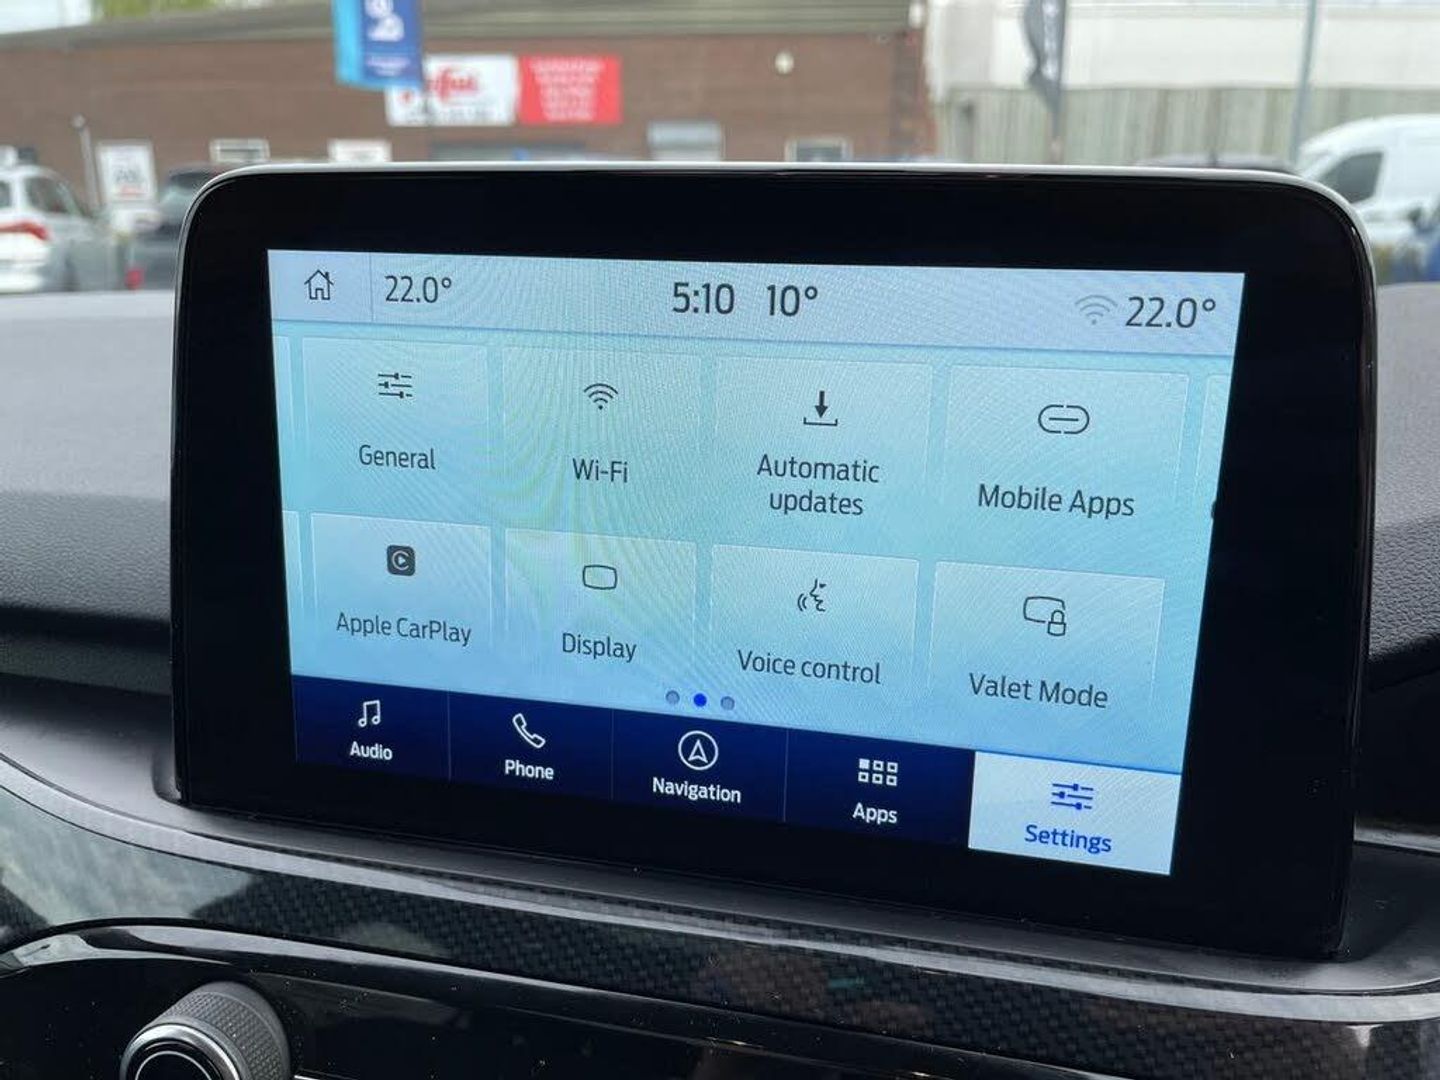 22.0°
5:10 10°
22.0°
General
Wi-Fi
Automatic
updates
Mobile Apps
Apple CarPlay
Display
Voice control
Valet Mode
Audio
Phone
Navigation
Apps
Settings